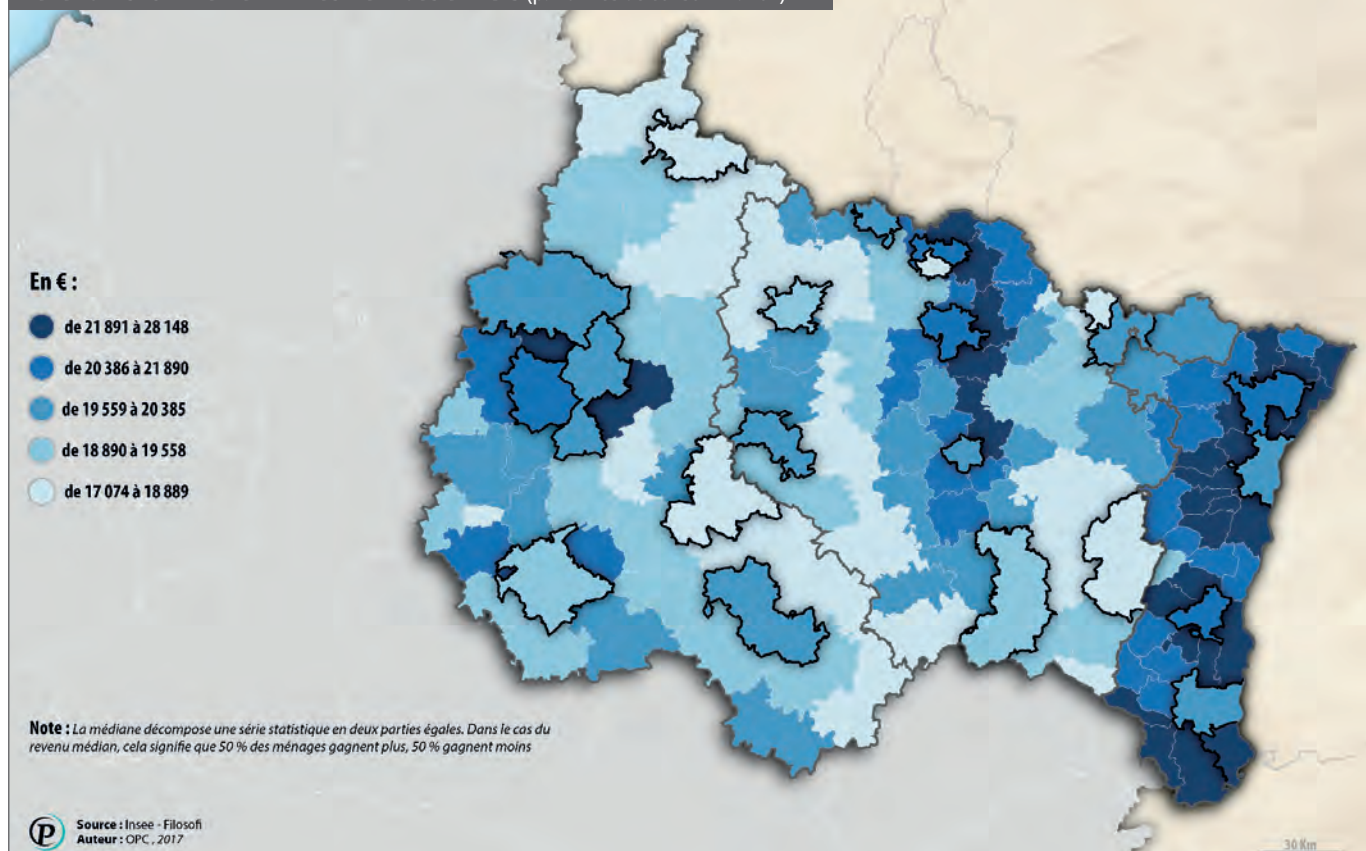 En € :
de 21 891 à 28 148
de 20 386 à 21 890
de 19 559 à 20 385
de 18 890 à 19 558
de 17 074 à 18 889
Note : La médiane décompose une série statistique en deux parties égales. Dans le cas du
revenu médian, cela signifie que 50 % des ménages gagnent plus, 50 % gagnent moins
P
Source : Insee - Filosofi
Auteur : OPC, 2017
30 Km